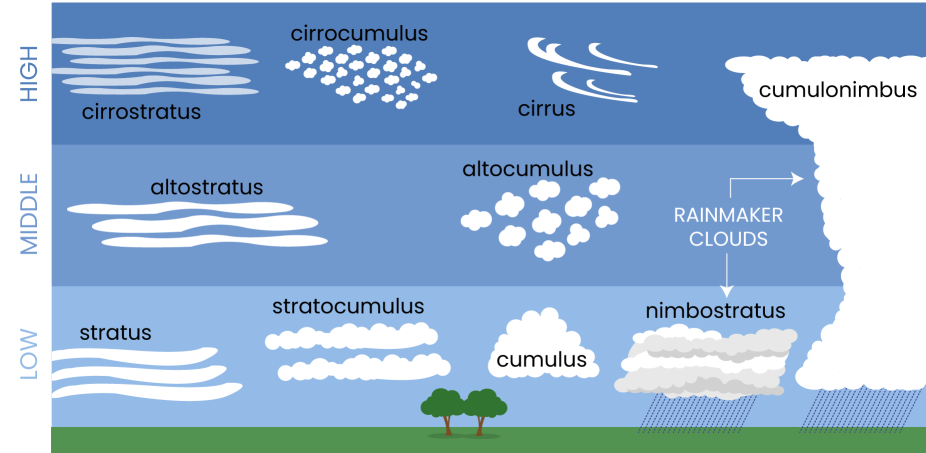 HIGH
cirrostratus
cirrocumulus
cirrus
cumulonimbus
MIDDLE
altostratus
altocumulus
RAINMAKER
CLOUDS
LOW
stratus
stratocumulus
cumulus
nimbostratus